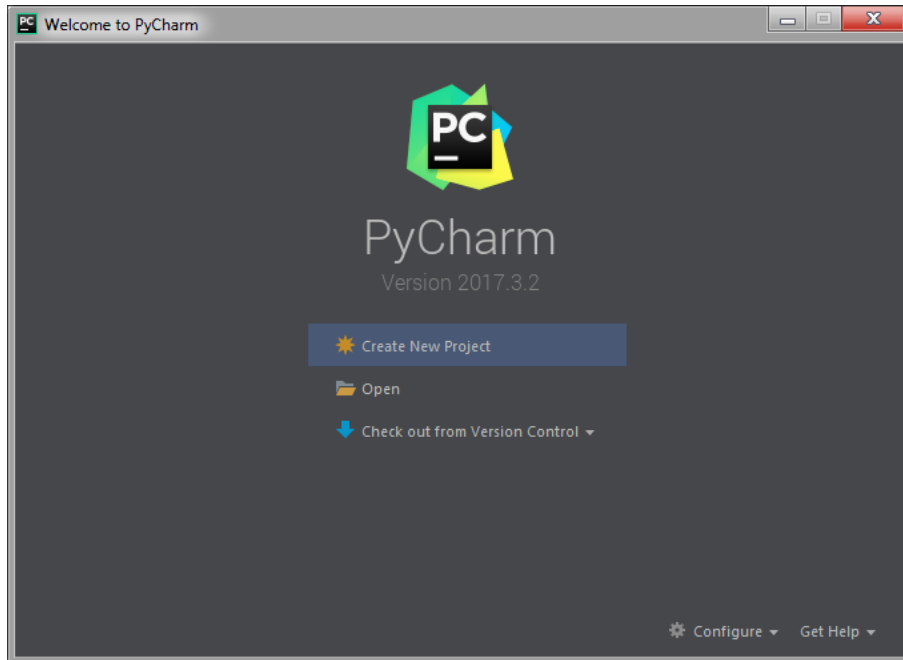 PC
Welcome to PyCharm
PC
PyCharm
Version 2017.3.2
Create New Project
Open
Check out from Version Control
Configure
Get Help